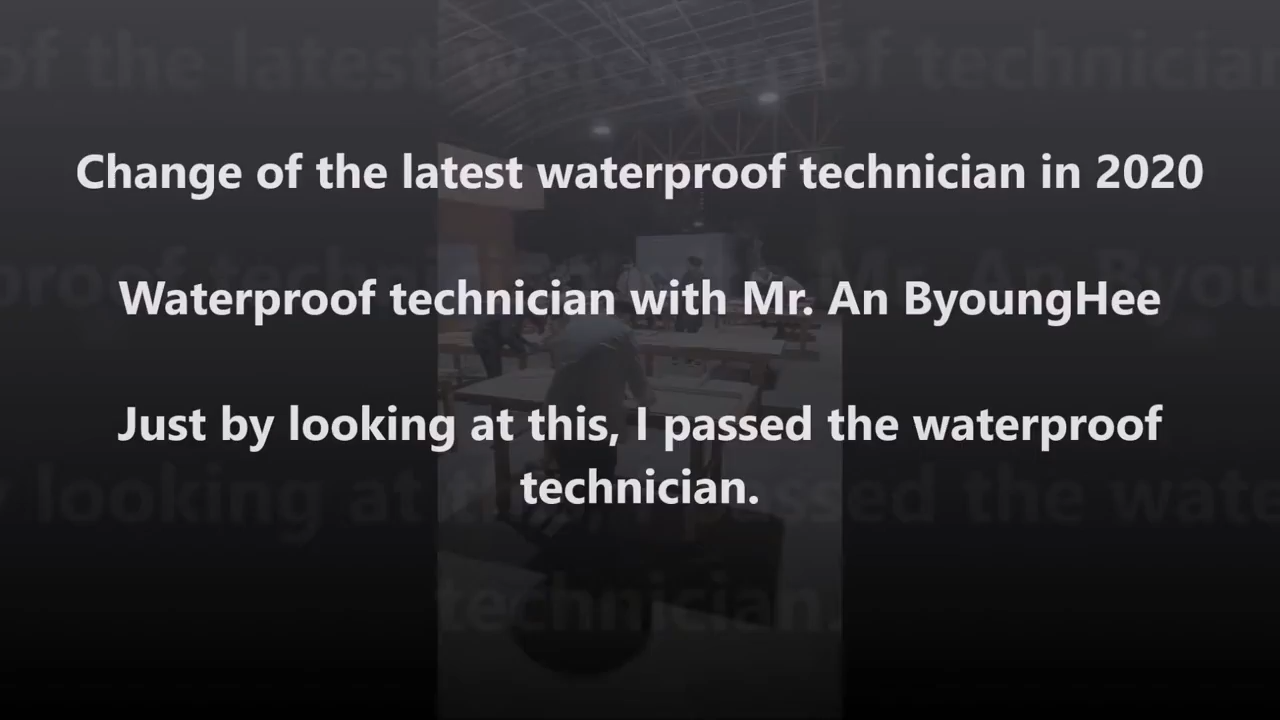 Change of the latest waterproof technician in 2020
Waterproof technician with Mr. An ByoungHee
Just by looking at this, I passed the waterproof
technician.